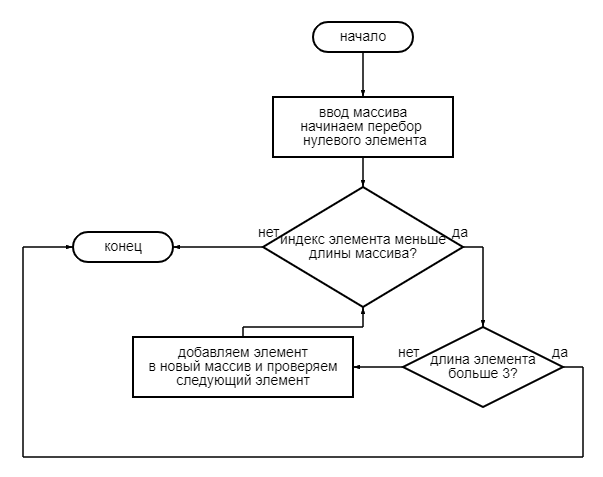 начало
ввод массива
начинаем перебор
нулевого элемента
нет
да
индекс элемента меньше
длины массива?
конец
добавляем элемент
в новый массив и проверяем
следующий элемент
нет
да
длина элемента
больше 3?